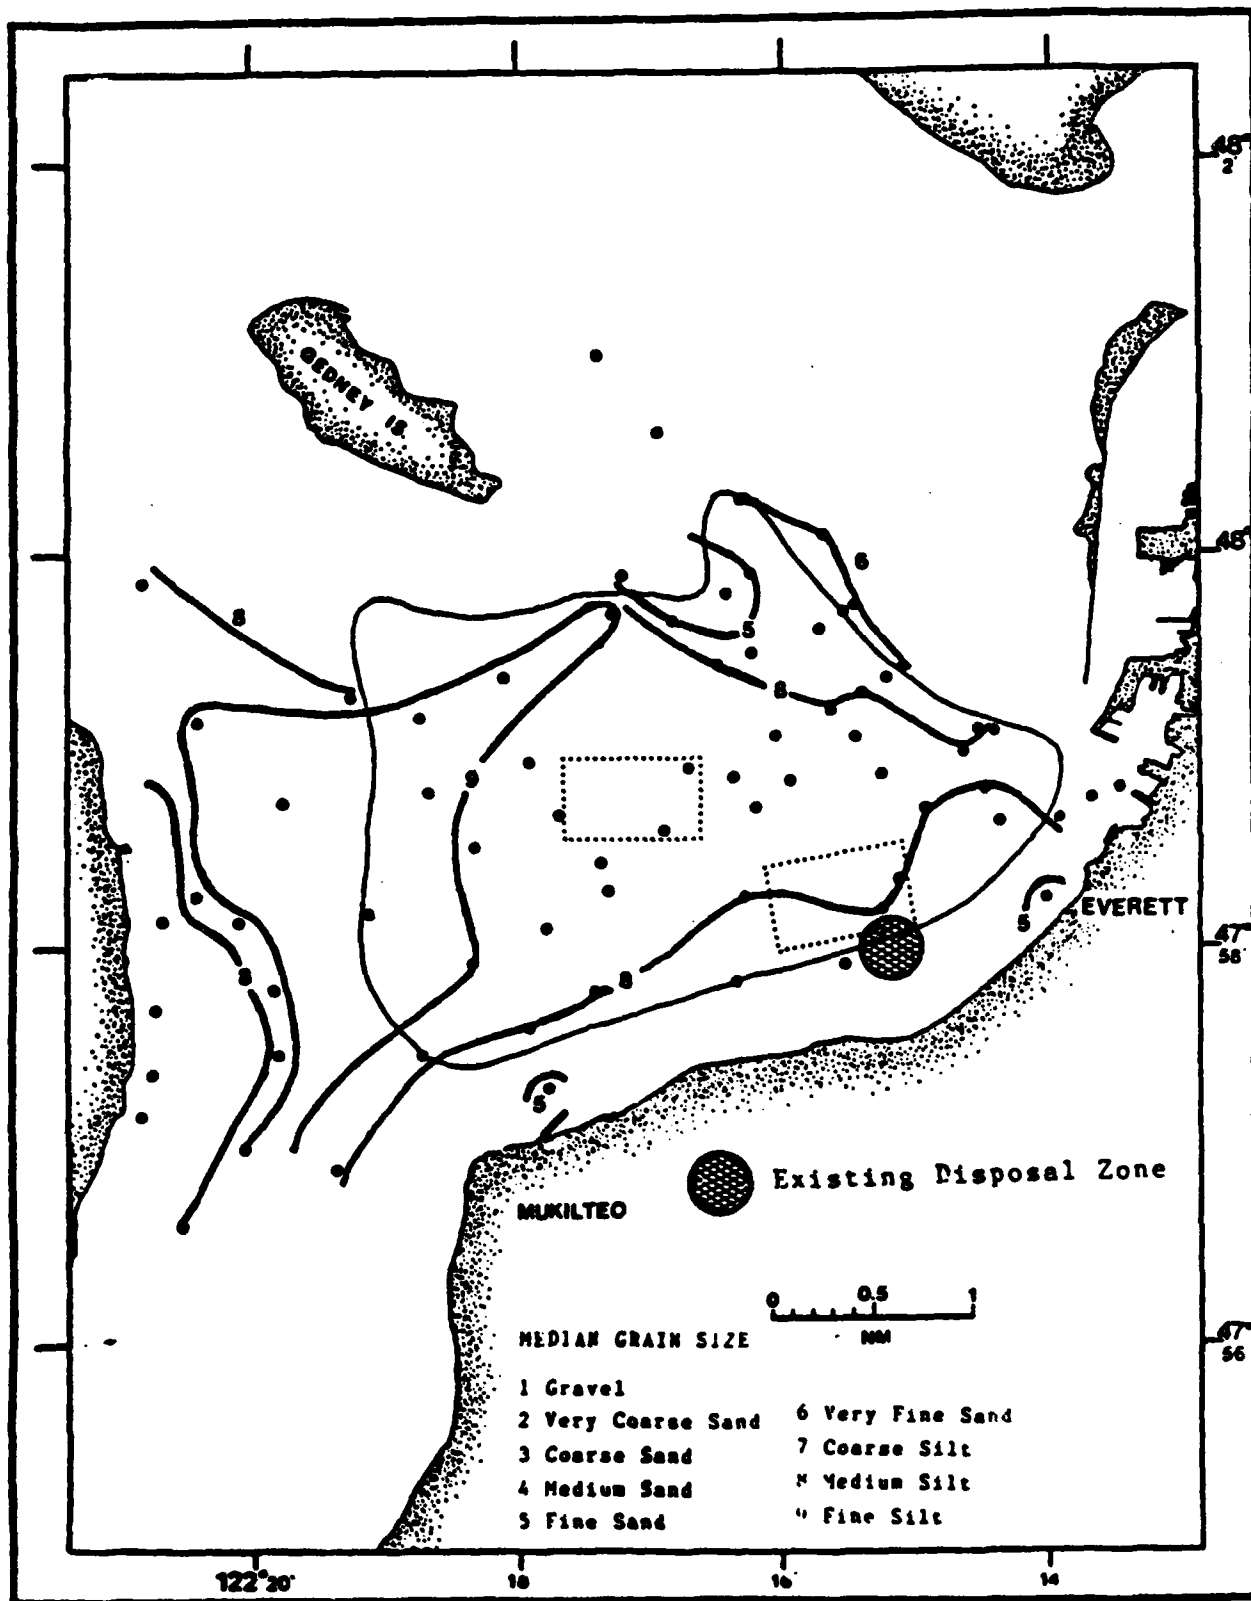 48°
2'
GEDNEY IS.
48°
6
8
5
8
9
EVERETT
5
47°
58'
8
8
5
Existing Disposal Zone
MUKILTEO
0 0.5 1
NM
47°
56
MEDIAN GRAIN SIZE
1 Gravel
2 Very Coarse Sand
3 Coarse Sand
4 Medium Sand
5 Fine Sand
6 Very Fine Sand
7 Coarse Silt
8 Medium Silt
9 Fine Silt
122°20' 18 16 14